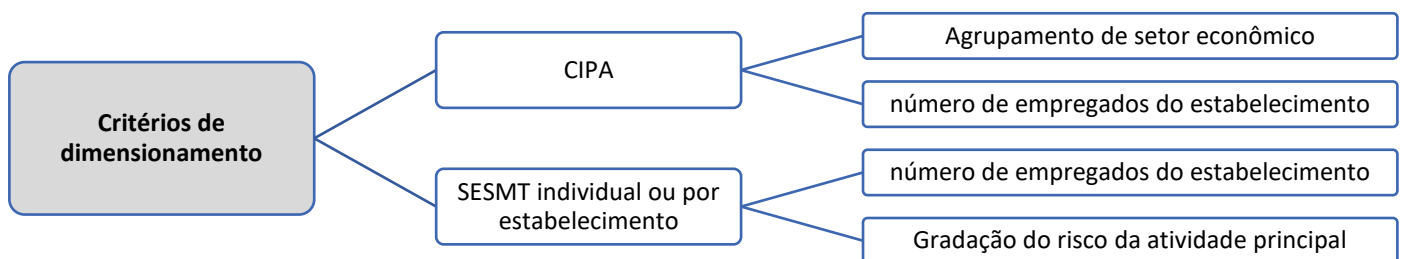 Critérios de
dimensionamento
CIPA
Agrupamento de setor econômico
número de empregados do estabelecimento
SESMT individual ou por
estabelecimento
número de empregados do estabelecimento
Gradação do risco da atividade principal